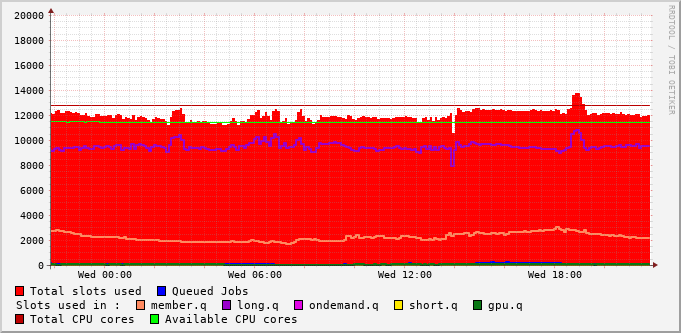 20000
18000
16000
14000
12000
10000
8000
6000
4000
2000
0
Wed 00:00 Wed 06:00 Wed 12:00 Wed 18:00
RRDTOOL / TOBI OETIKER
Total slots used Queued Jobs
Slots used in : member.q long.q ondemand.q short.q gpu.q
Total CPU cores Available CPU cores